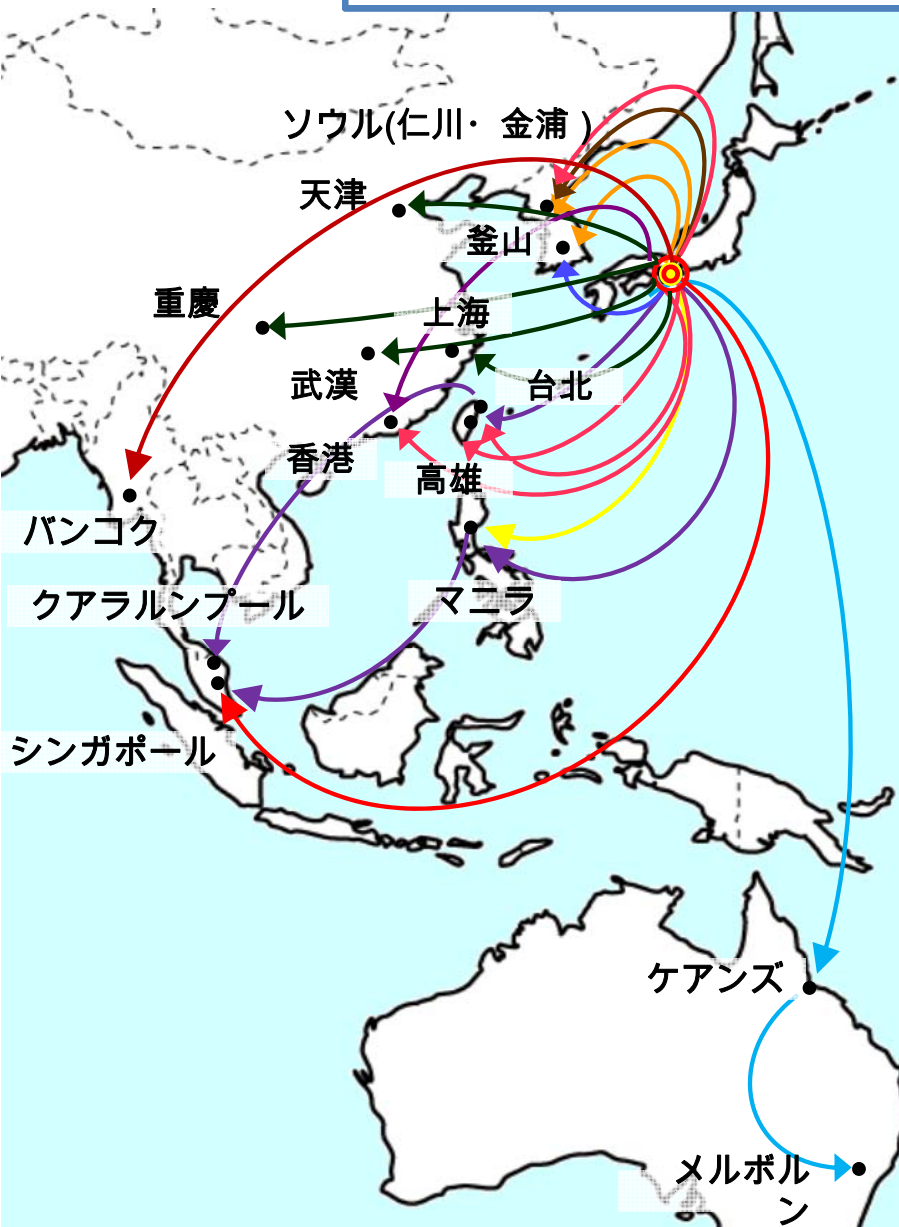 ソウル(仁川・金浦)
天津
釜山
重慶
上海
武漢
台北
香港
高雄
バンコク
クアラルンプール
マニラ
シンガポール
ケアンズ
メルボル
ン